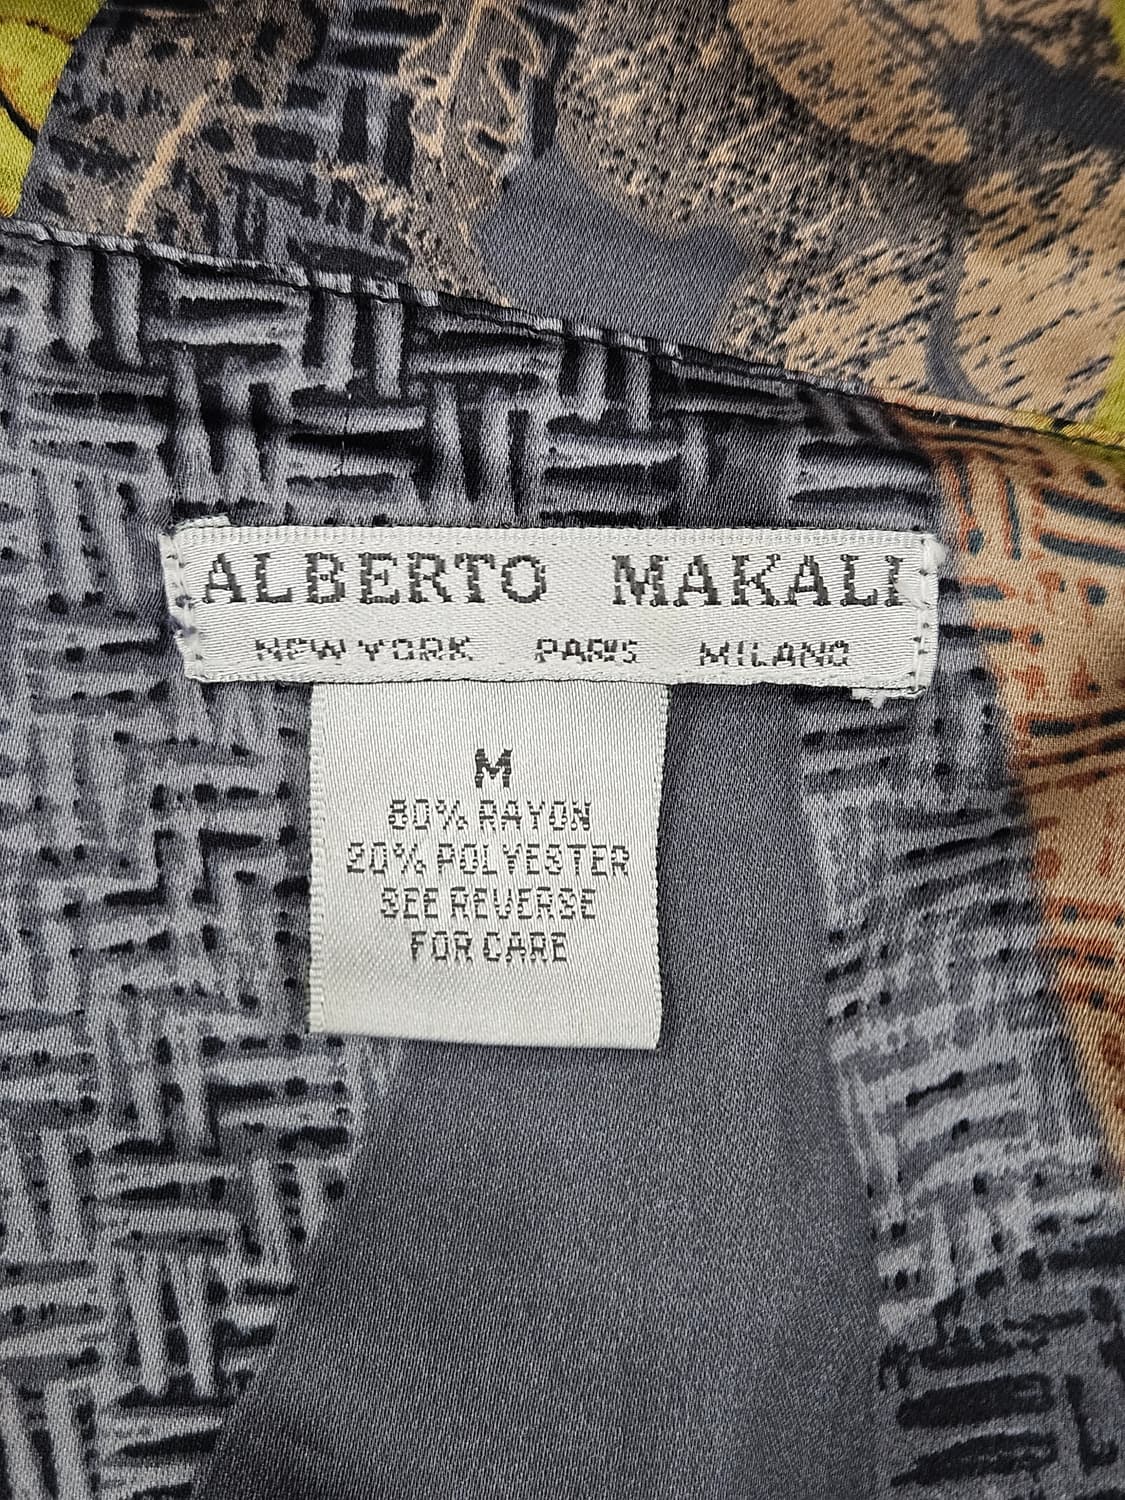 ALBERTO MAKALI
NEW YORK PARIS MILANO
M
80% RAYON
20% POLYESTER
SEE REVERSE
FOR CARE